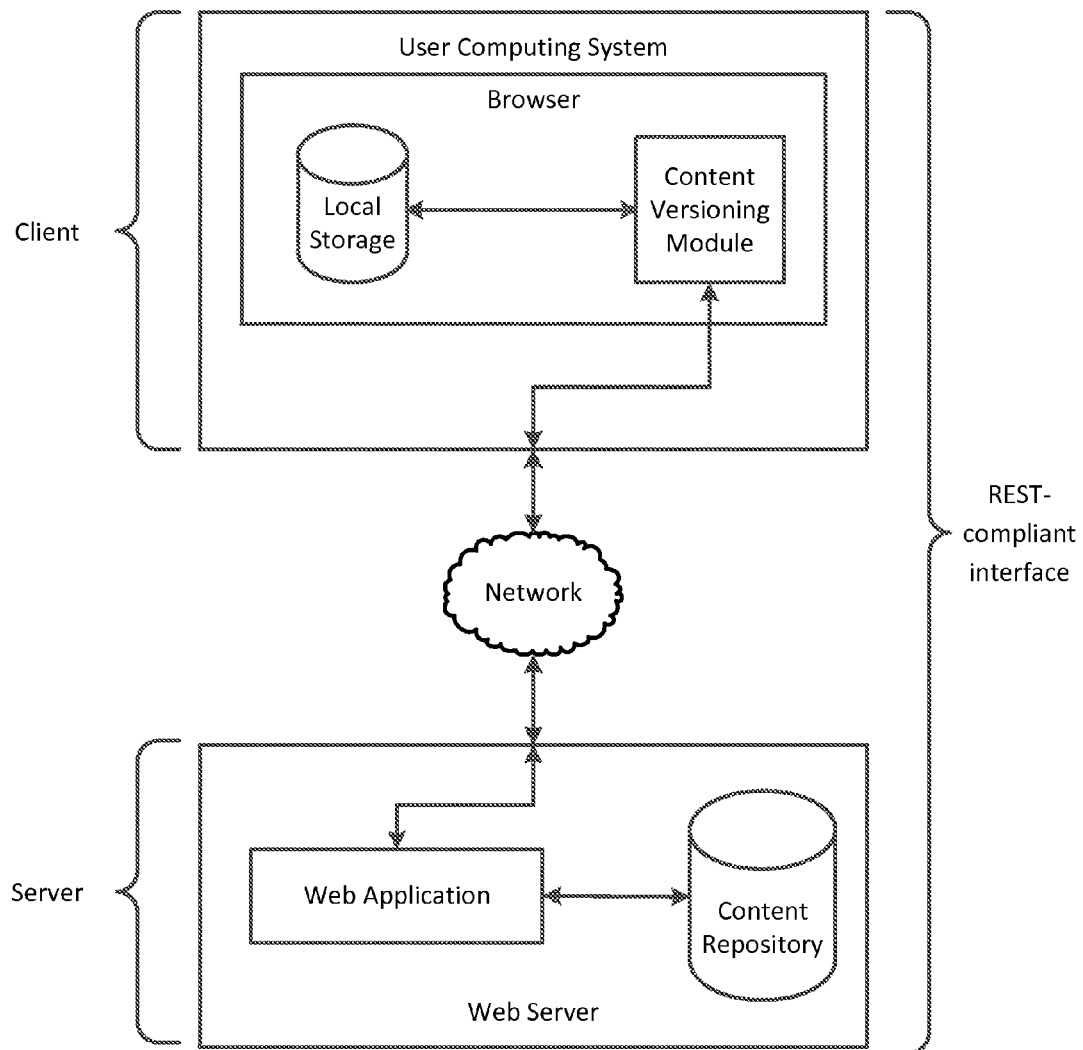 User Computing System
Browser
Local
Storage
Content
Versioning
Module
Client
REST-
compliant
interface
Network
Server
Web Application
Content
Repository
Web Server